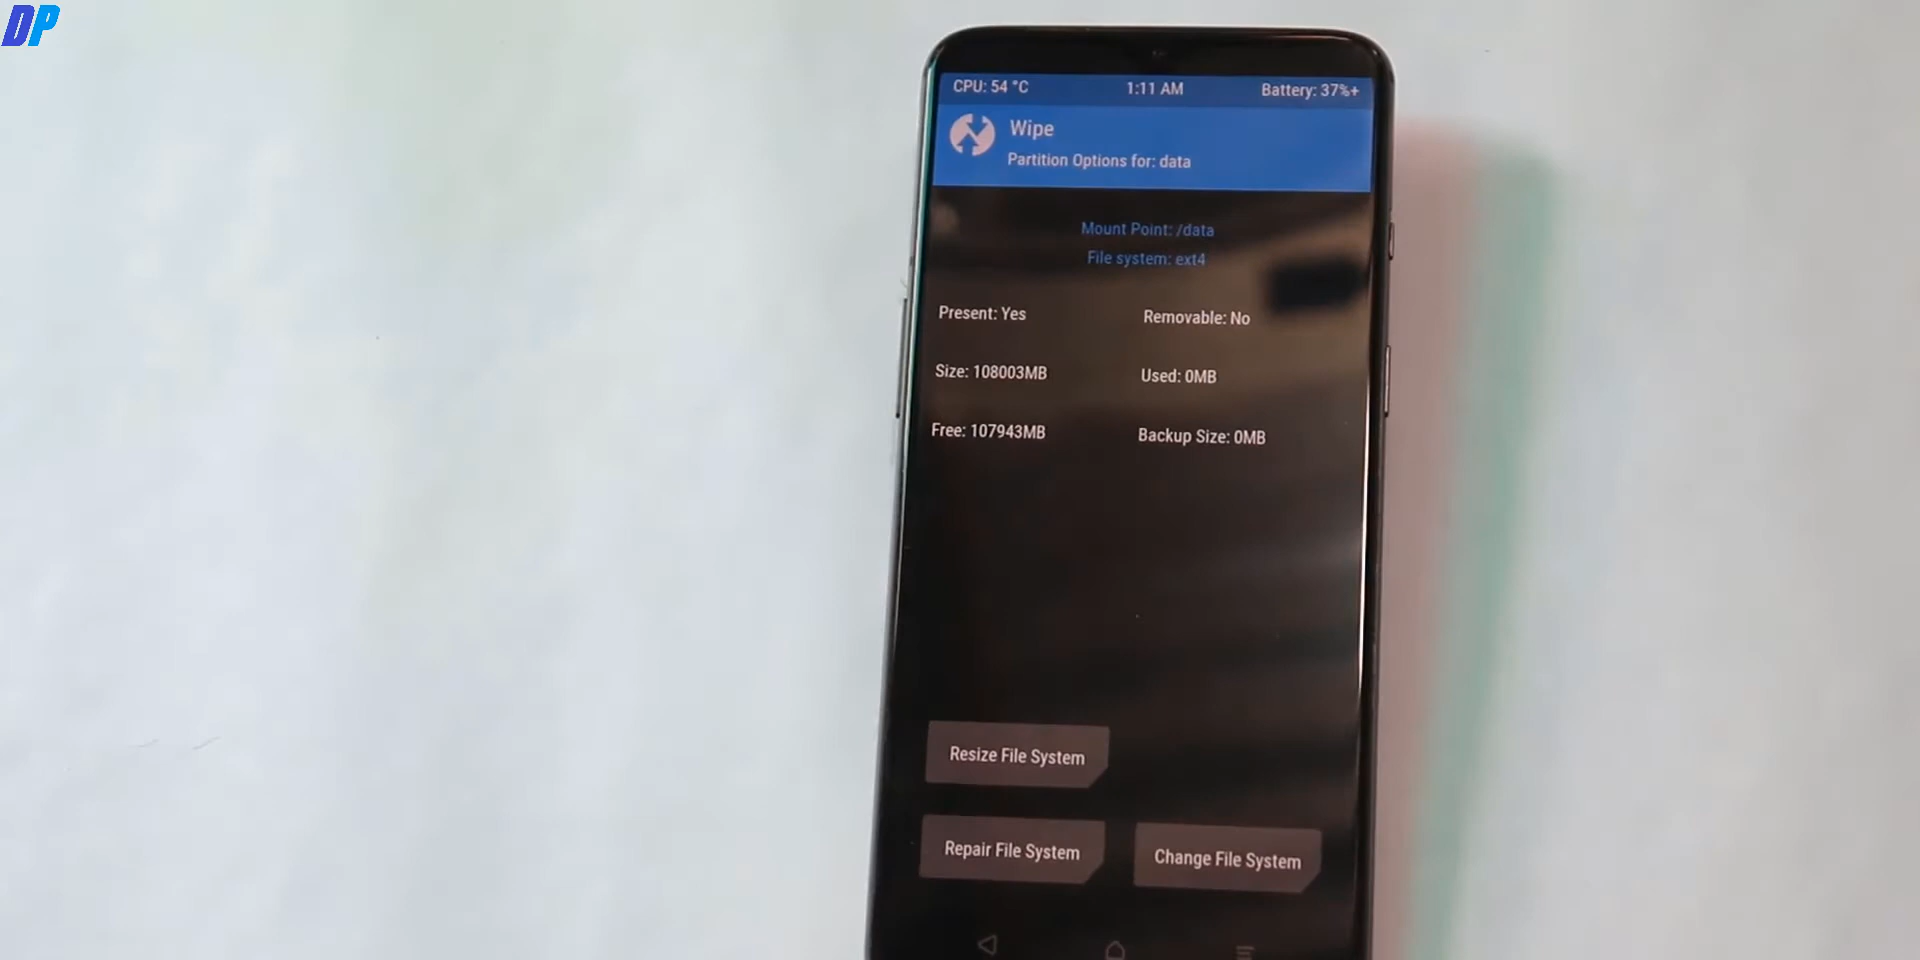 DP
CPU: 54 °C 1:11 AM Battery: 37%+
Wipe
Partition Options for: data
Mount Point: /data
File system: ext4
Present: Yes Removable: No
Size: 108003MB Used: 0MB
Free: 107943MB Backup Size: 0MB
Resize File System
Repair File System Change File System